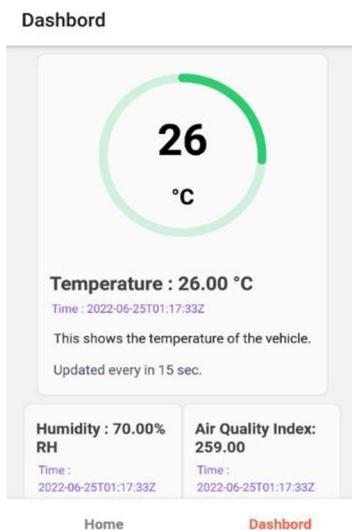 Dashbord
26
°C
Temperature : 26.00 °C
Time : 2022-06-25T01:17:33Z
This shows the temperature of the vehicle.
Updated every in 15 sec.
Humidity : 70.00%
RH
Time :
2022-06-25T01:17:33Z
Air Quality Index:
259.00
Time :
2022-06-25T01:17:33Z
Home
Dashbord